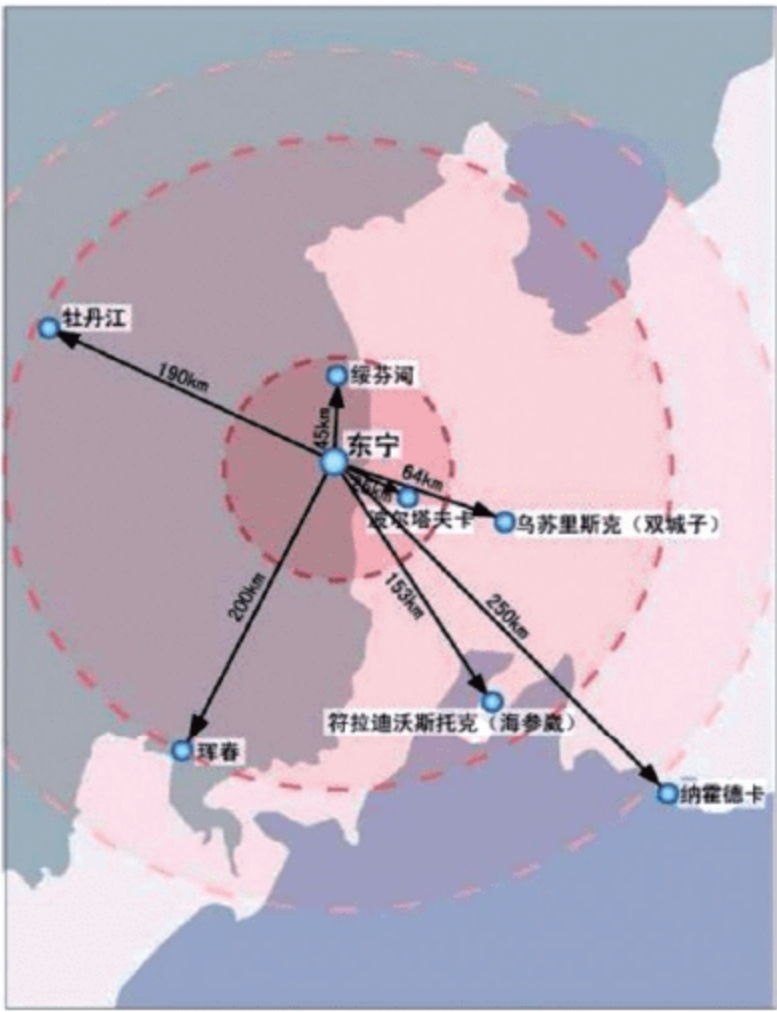 牡丹江
190km
绥芬河
45km
东宁
64km
26km
波尔塔夫卡
乌苏里斯克（双城子）
200km
153km
250km
符拉迪沃斯托克（海参崴）
珲春
纳霍德卡